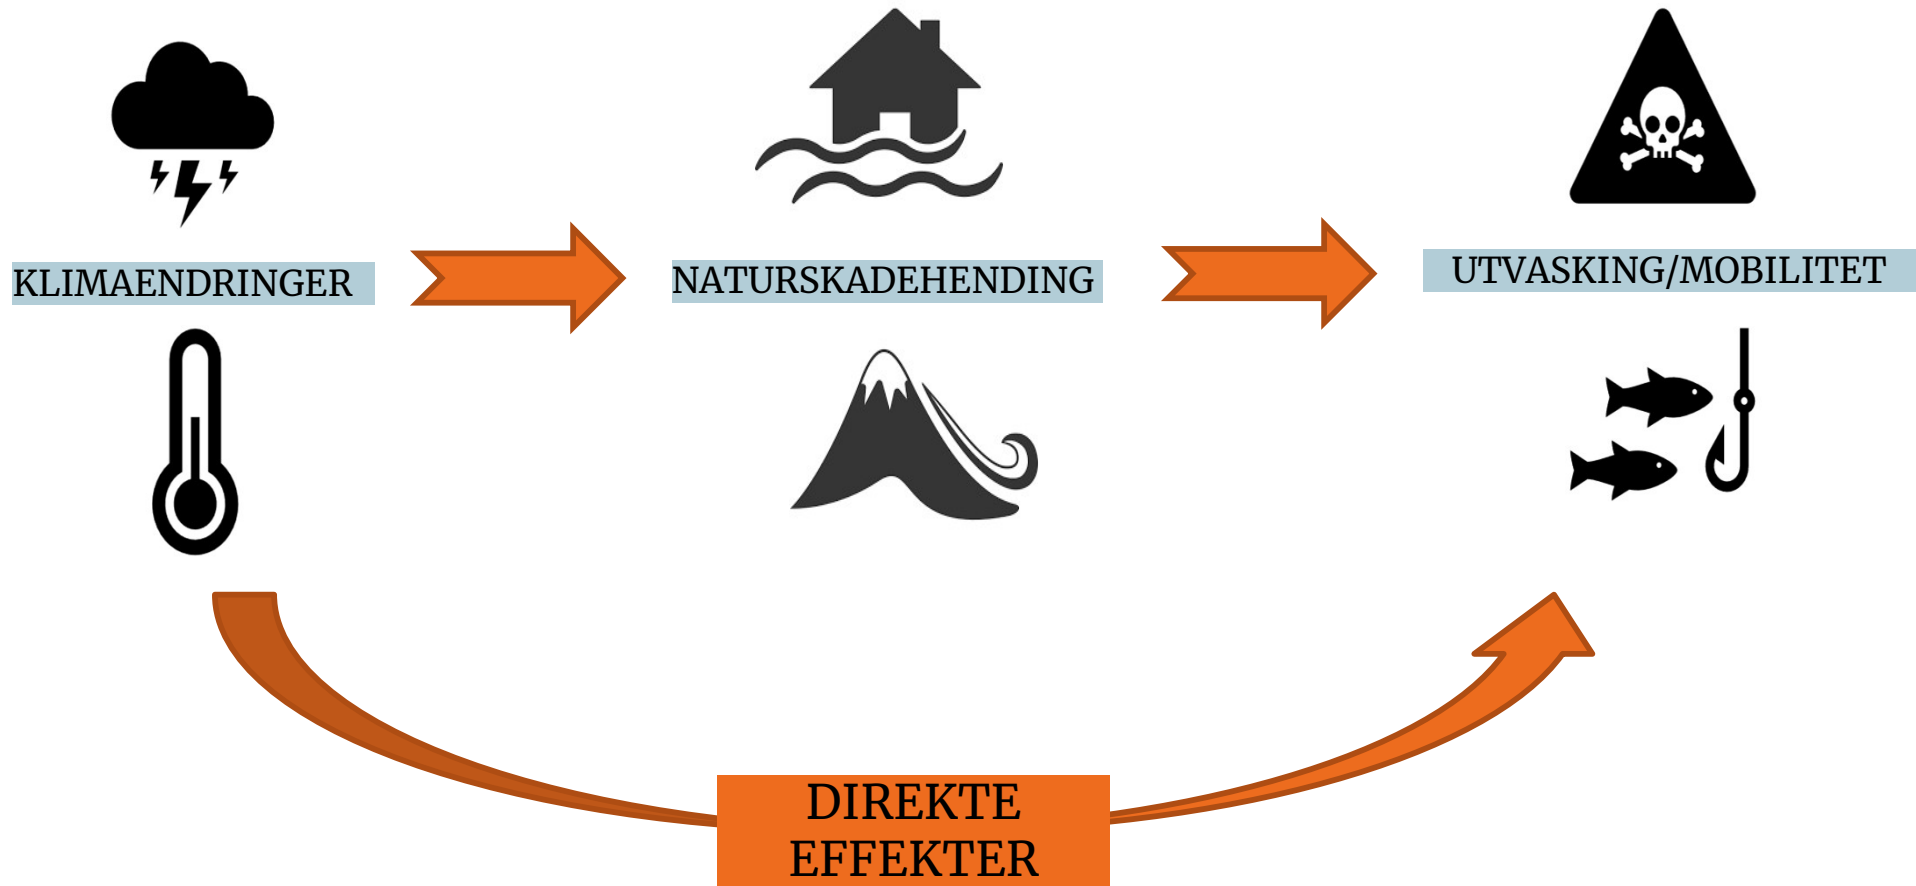 KLIMAENDRINGER
NATURSKADEHENDING
UTVASKING/MOBILITET
DIREKTE
EFFEKTER